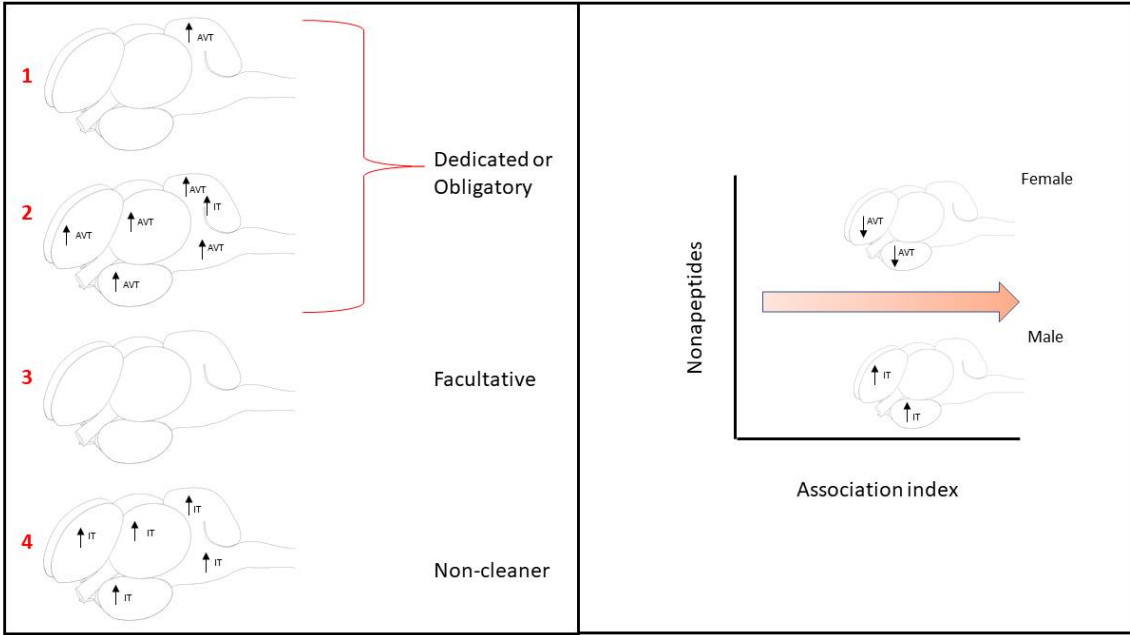 1
AVT
Dedicated or
Obligatory
2
AVT
IT
AVT
AVT
AVT
AVT
3
Facultative
4
IT
IT
IT
IT
IT
Non-cleaner
Nonapeptides
Female
AVT
AVT
Male
IT
IT
Association index